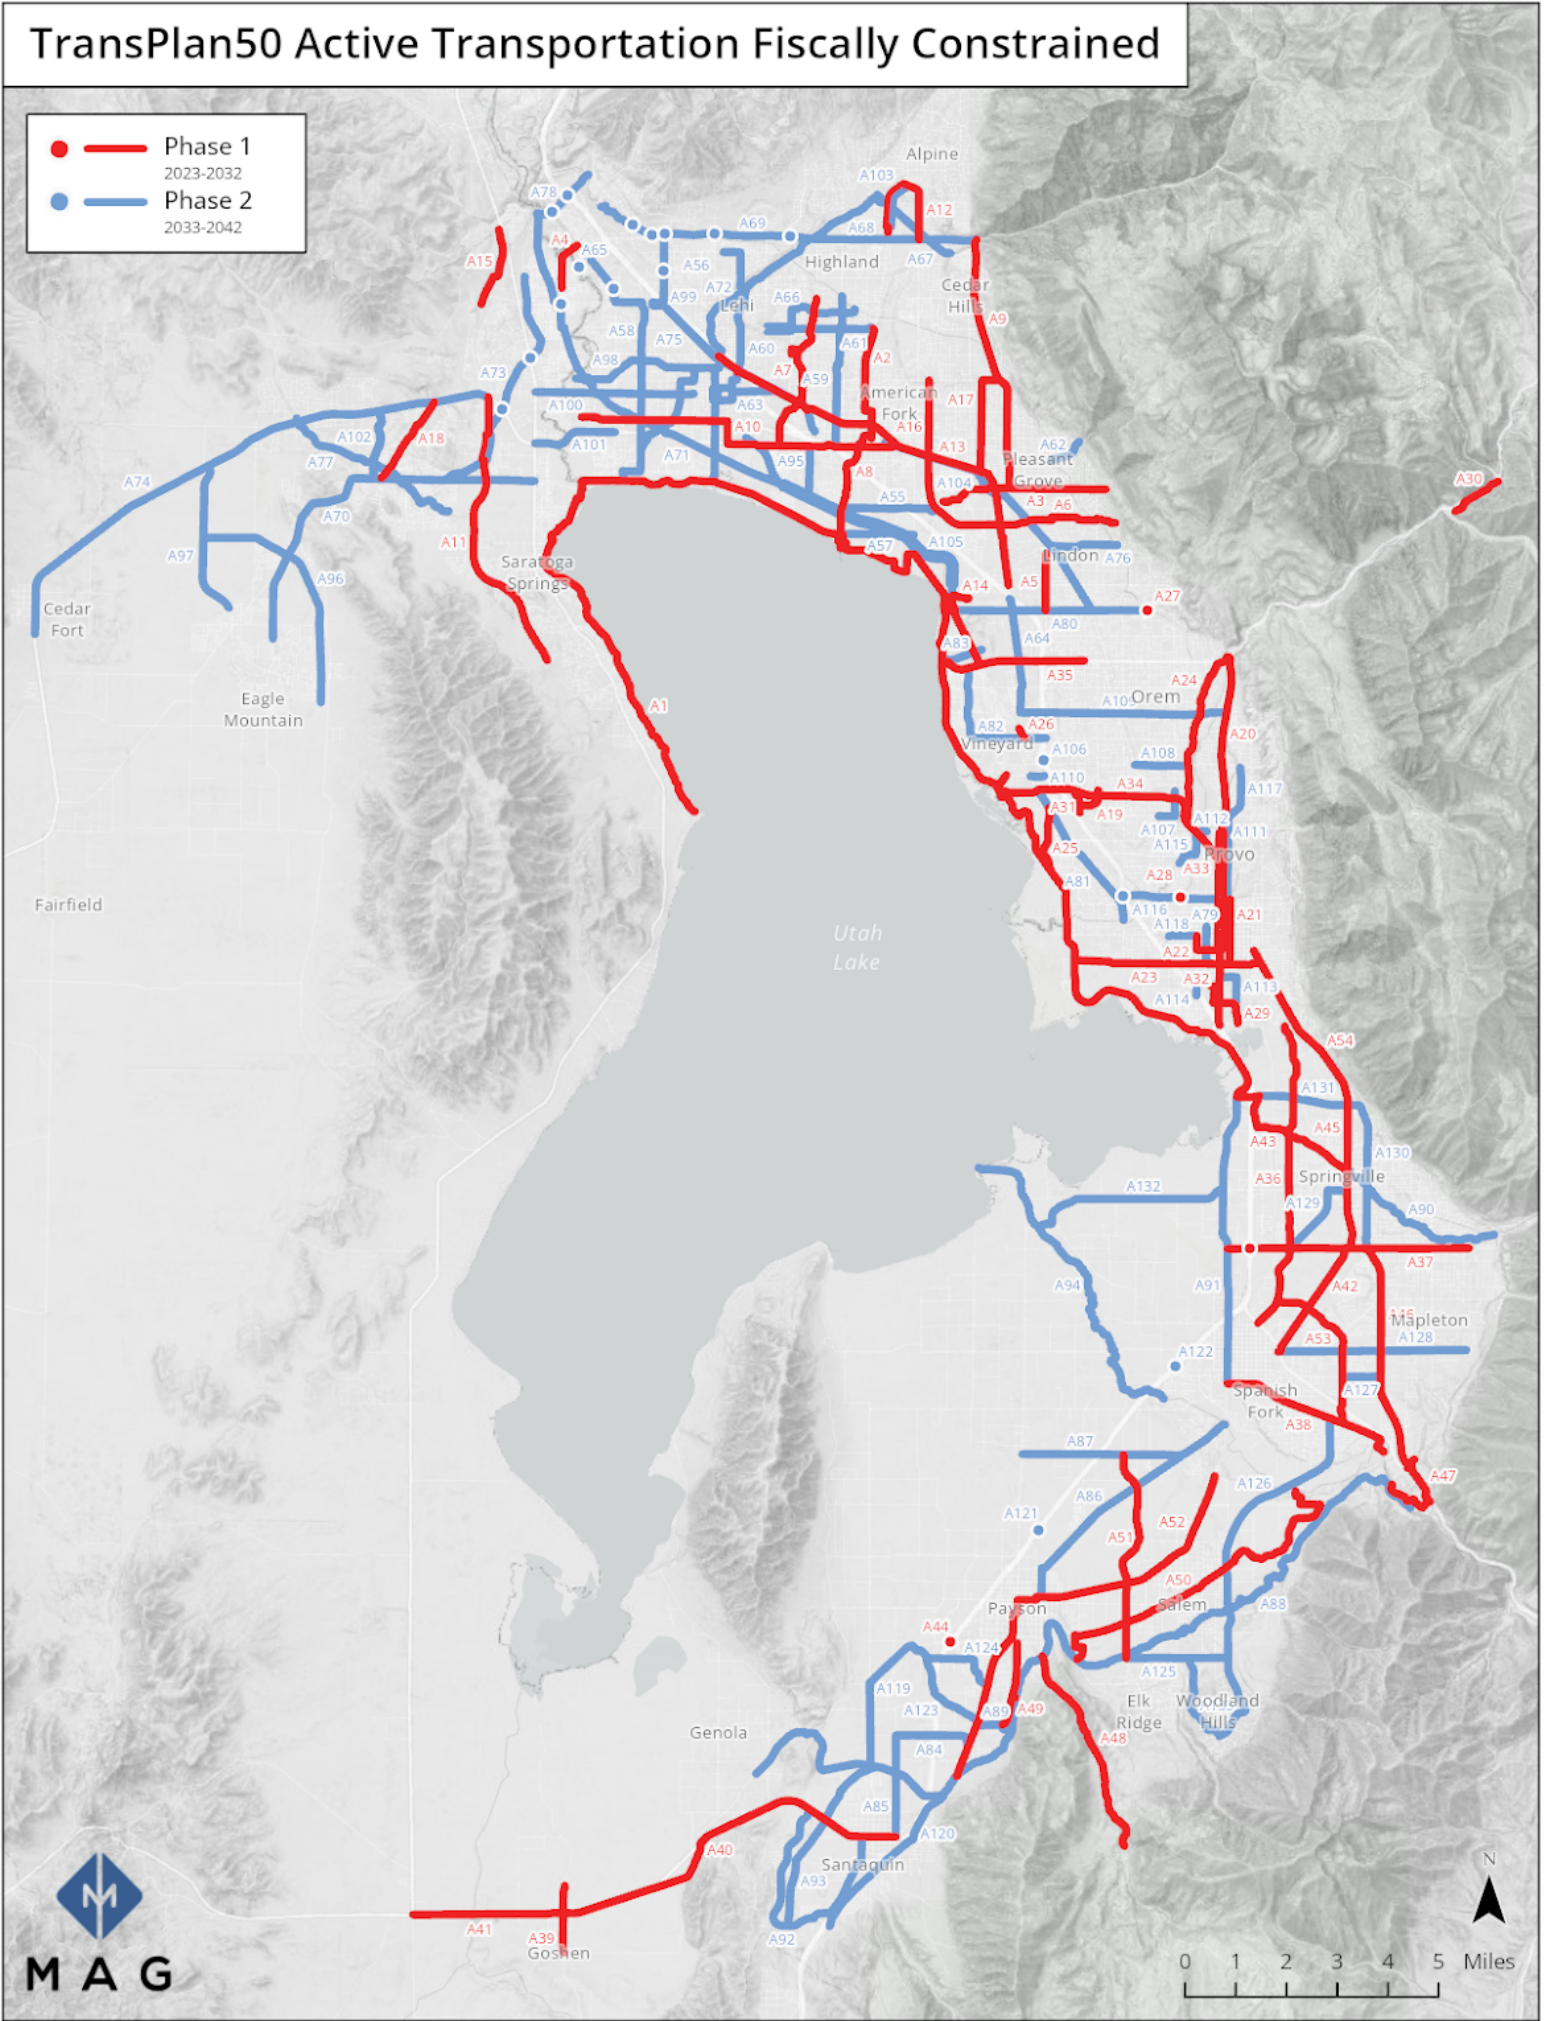 TransPlan50 Active Transportation Fiscally Constrained
Phase 1
2023-2032
Phase 2
2033-2042
Alpine
A103
A78
A12
A69
A68
A4
A65
A15
A56
Highland
A67
Cedar
Hills
A72
A66
A99
Lehi
A9
A58
A75
A60
A61
A2
A98
A7
A59
A73
American
Fork
A17
A100
A63
A10
A16
A102
A18
A101
A13
A62
A77
A71
A95
A8
Pleasant
Grove
A74
A104
A30
A55
A3
A6
A70
A11
A57
A105
A97
Saratoga
Springs
Lindon
A76
A96
A14
A5
A27
Cedar
Fort
A80
A83
A64
A35
A24
Eagle
Mountain
A1
A109
Orem
A82
A26
A20
Vineyard
A106
A108
A110
A34
A117
A31
A19
A107
A112
A111
A25
A115
Provo
A33
A28
A81
Fairfield
A116
A79
A21
A118
Utah
Lake
A22
A23
A32
A114
A113
A29
A54
A131
A43
A45
A130
A36
Springville
A132
A129
A90
A37
A94
A91
A42
A46
Mapleton
A53
A128
A122
Spanish
Fork
A127
A38
A87
A47
A86
A126
A121
A51
A52
A50
Payson
Salem
A88
A44
A124
A125
A119
A123
A89
A49
Elk
Ridge
Woodland
Hills
Genola
A48
A84
A85
A120
A40
Santaquin
A93
A41
A39
Goshen
A92
MAG
N
0 1 2 3 4 5 Miles